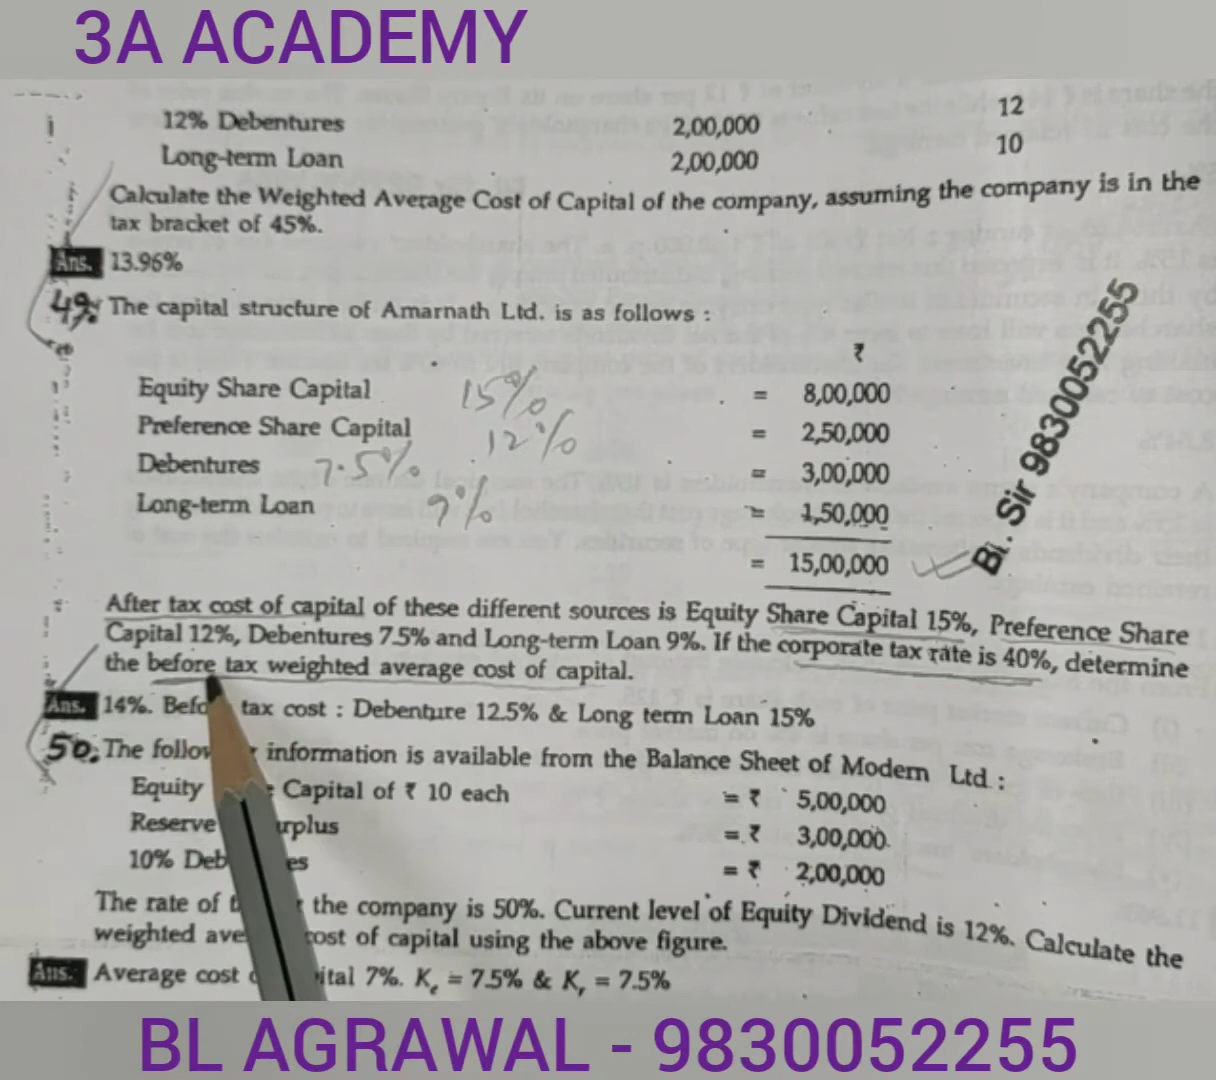 3A ACADEMY
12% Debentures 2,00,000 12
Long-term Loan 2,00,000 10
Calculate the Weighted Average Cost of Capital of the company, assuming the company is in the
tax bracket of 45%.
Ans. 13.96%
49. The capital structure of Amarnath Ltd. is as follows :
₹
Equity Share Capital 15% = 8,00,000
Preference Share Capital 12% = 2,50,000
Debentures 7.5% = 3,00,000
Long-term Loan 9% = 1,50,000
= 15,00,000
BL. Sir 9830052255
After tax cost of capital of these different sources is Equity Share Capital 15%, Preference Share
Capital 12%, Debentures 7.5% and Long-term Loan 9%. If the corporate tax rate is 40%, determine
the before tax weighted average cost of capital.
Ans. 14%. Befo tax cost : Debenture 12.5% & Long term Loan 15%
50. The follow information is available from the Balance Sheet of Modern Ltd :
Equity Capital of ₹ 10 each = ₹ 5,00,000
Reserve urplus = ₹ 3,00,000
10% Deb es = ₹ 2,00,000
The rate of the company is 50%. Current level of Equity Dividend is 12%. Calculate the
weighted ave cost of capital using the above figure.
Ans. Average cost ital 7%. Ke = 7.5% & Kr = 7.5%
BL AGRAWAL - 9830052255